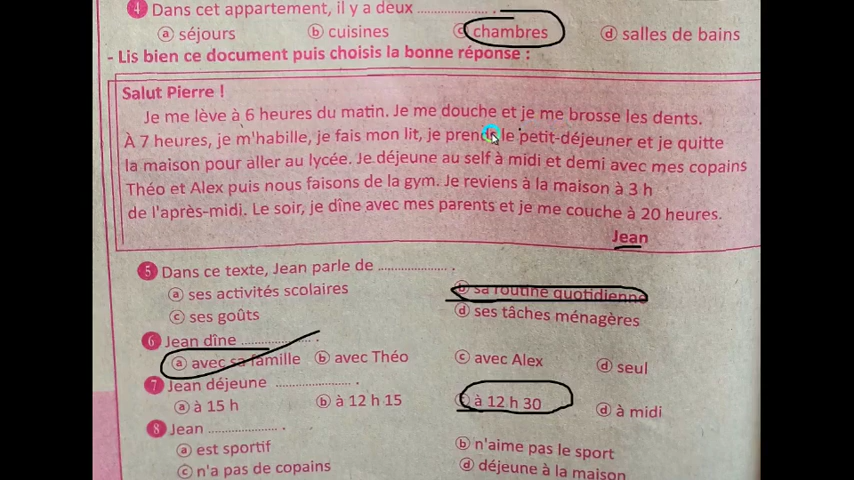 4 Dans cet appartement, il y a deux ............... .
a séjours b cuisines c chambres d salles de bains
- Lis bien ce document puis choisis la bonne réponse :
Salut Pierre !
Je me lève à 6 heures du matin. Je me douche et je me brosse les dents.
À 7 heures, je m'habille, je fais mon lit, je prends le petit-déjeuner et je quitte
la maison pour aller au lycée. Je déjeune au self à midi et demi avec mes copains
Théo et Alex puis nous faisons de la gym. Je reviens à la maison à 3 h
de l'après-midi. Le soir, je dîne avec mes parents et je me couche à 20 heures.
Jean
5 Dans ce texte, Jean parle de ............... .
a ses activités scolaires b sa routine quotidienne
c ses goûts d ses tâches ménagères
6 Jean dîne ............... .
a avec sa famille b avec Théo c avec Alex d seul
7 Jean déjeune ............... .
a à 15 h b à 12 h 15 c à 12 h 30 d à midi
8 Jean ............... .
a est sportif b n'aime pas le sport
c n'a pas de copains d déjeune à la maison